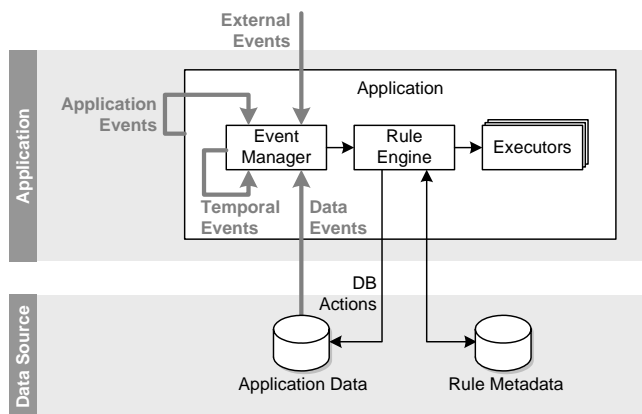 External
Events
Application
Application
Application
Events
Event
Manager
Rule
Engine
Executors
Temporal
Events
Data
Events
DB
Actions
Data Source
Application Data
Rule Metadata